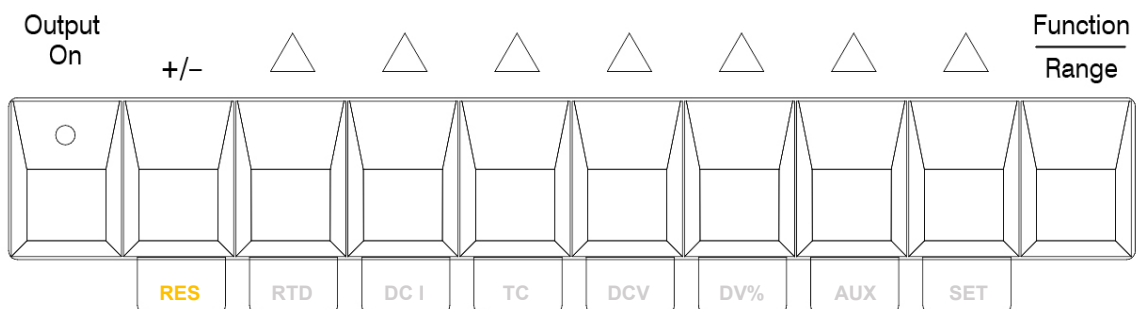 Output
On
+/−
Function
Range
RES
RTD
DC I
TC
DCV
DV%
AUX
SET